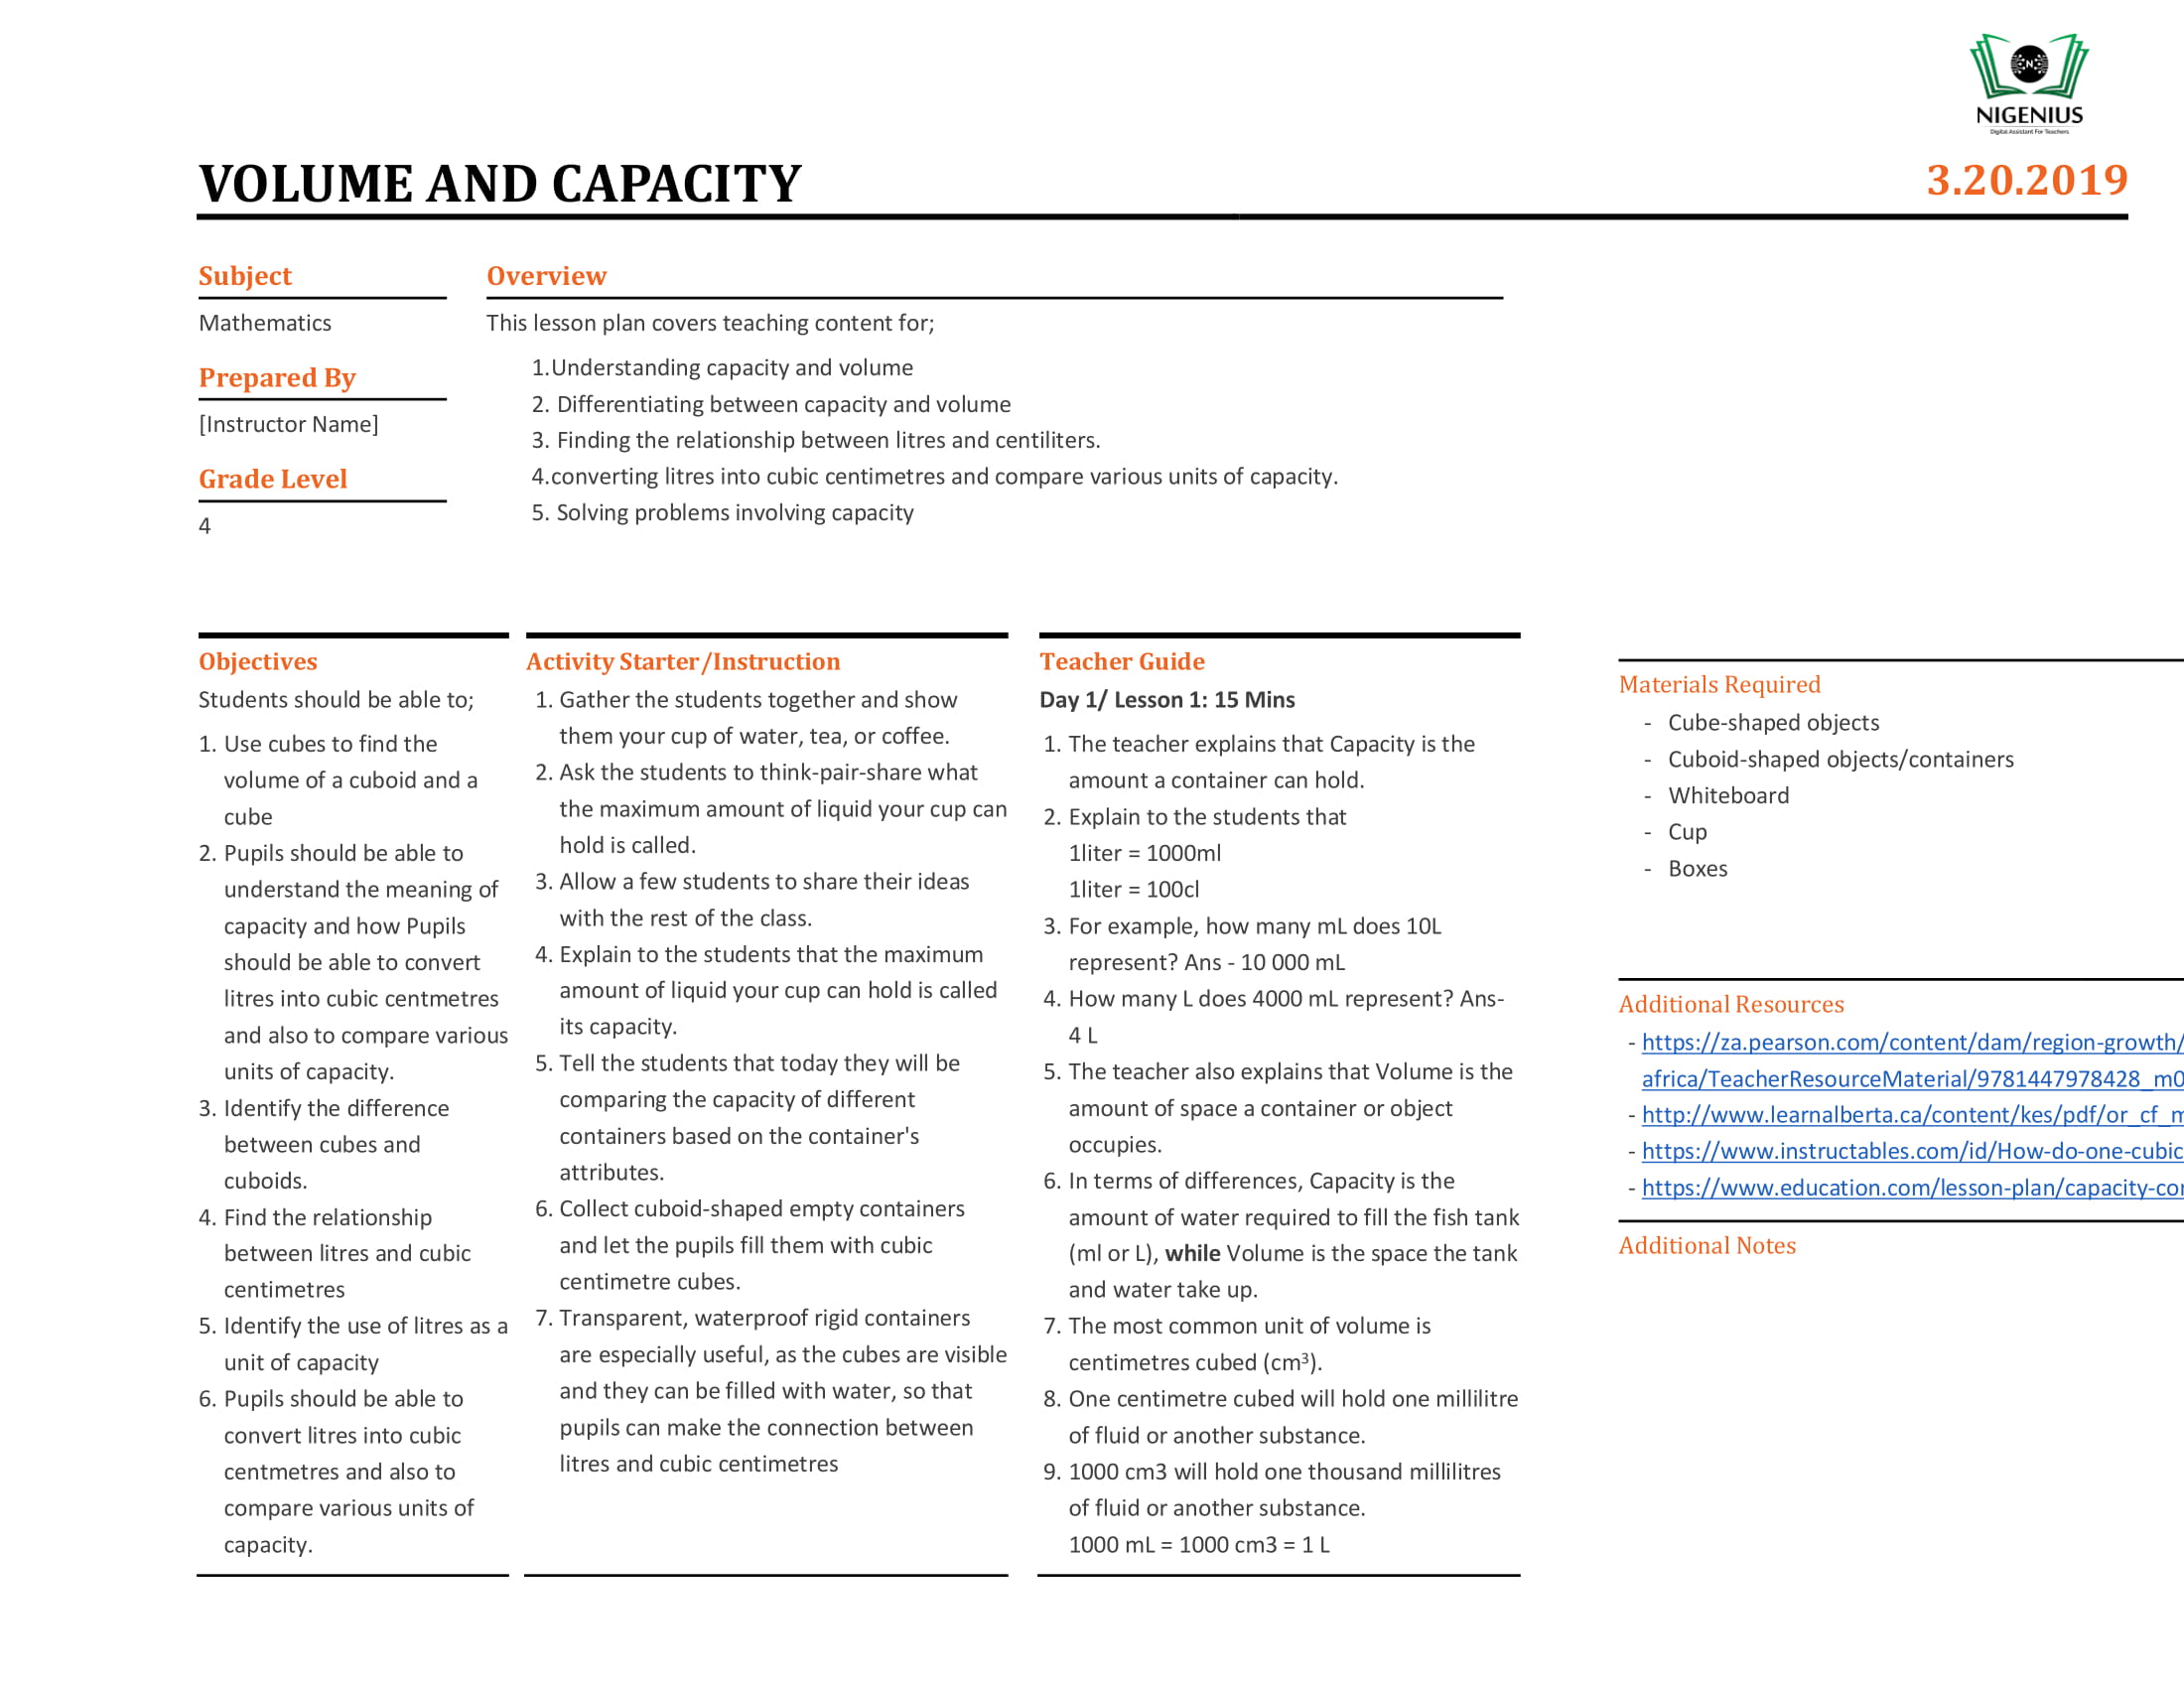 NIGENIUS
Digital Assistant For Teachers
VOLUME AND CAPACITY
3.20.2019
Subject
Mathematics
Prepared By
[Instructor Name]
Grade Level
4
Overview
This lesson plan covers teaching content for;
1.Understanding capacity and volume
2. Differentiating between capacity and volume
3. Finding the relationship between litres and centiliters.
4.converting litres into cubic centimetres and compare various units of capacity.
5. Solving problems involving capacity
Objectives
Students should be able to;
1. Use cubes to find the
volume of a cuboid and a
cube
2. Pupils should be able to
understand the meaning of
capacity and how Pupils
should be able to convert
litres into cubic centmetres
and also to compare various
units of capacity.
3. Identify the difference
between cubes and
cuboids.
4. Find the relationship
between litres and cubic
centimetres
5. Identify the use of litres as a
unit of capacity
6. Pupils should be able to
convert litres into cubic
centmetres and also to
compare various units of
capacity.
Activity Starter/Instruction
1. Gather the students together and show
them your cup of water, tea, or coffee.
2. Ask the students to think-pair-share what
the maximum amount of liquid your cup can
hold is called.
3. Allow a few students to share their ideas
with the rest of the class.
4. Explain to the students that the maximum
amount of liquid your cup can hold is called
its capacity.
5. Tell the students that today they will be
comparing the capacity of different
containers based on the container's
attributes.
6. Collect cuboid-shaped empty containers
and let the pupils fill them with cubic
centimetre cubes.
7. Transparent, waterproof rigid containers
are especially useful, as the cubes are visible
and they can be filled with water, so that
pupils can make the connection between
litres and cubic centimetres
Teacher Guide
Day 1/ Lesson 1: 15 Mins
1. The teacher explains that Capacity is the
amount a container can hold.
2. Explain to the students that
1liter = 1000ml
1liter = 100cl
3. For example, how many mL does 10L
represent? Ans - 10 000 mL
4. How many L does 4000 mL represent? Ans-
4 L
5. The teacher also explains that Volume is the
amount of space a container or object
occupies.
6. In terms of differences, Capacity is the
amount of water required to fill the fish tank
(ml or L), while Volume is the space the tank
and water take up.
7. The most common unit of volume is
centimetres cubed (cm³).
8. One centimetre cubed will hold one millilitre
of fluid or another substance.
9. 1000 cm3 will hold one thousand millilitres
of fluid or another substance.
1000 mL = 1000 cm3 = 1 L
Materials Required
- Cube-shaped objects
- Cuboid-shaped objects/containers
- Whiteboard
- Cup
- Boxes
Additional Resources
- https://za.pearson.com/content/dam/region-growth/
africa/TeacherResourceMaterial/9781447978428_m0
- http://www.learnalberta.ca/content/kes/pdf/or_cf_m
- https://www.instructables.com/id/How-do-one-cubic
- https://www.education.com/lesson-plan/capacity-co
Additional Notes